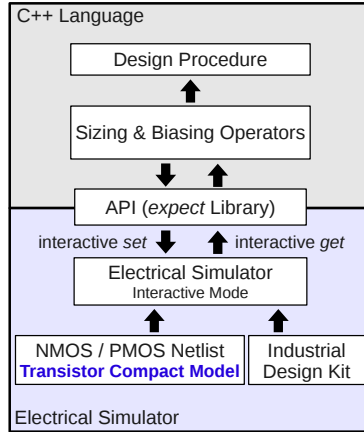 C++ Language
Design Procedure
Sizing & Biasing Operators
API (expect Library)
interactive set
interactive get
Electrical Simulator
Interactive Mode
NMOS / PMOS Netlist
Transistor Compact Model
Industrial
Design Kit
Electrical Simulator